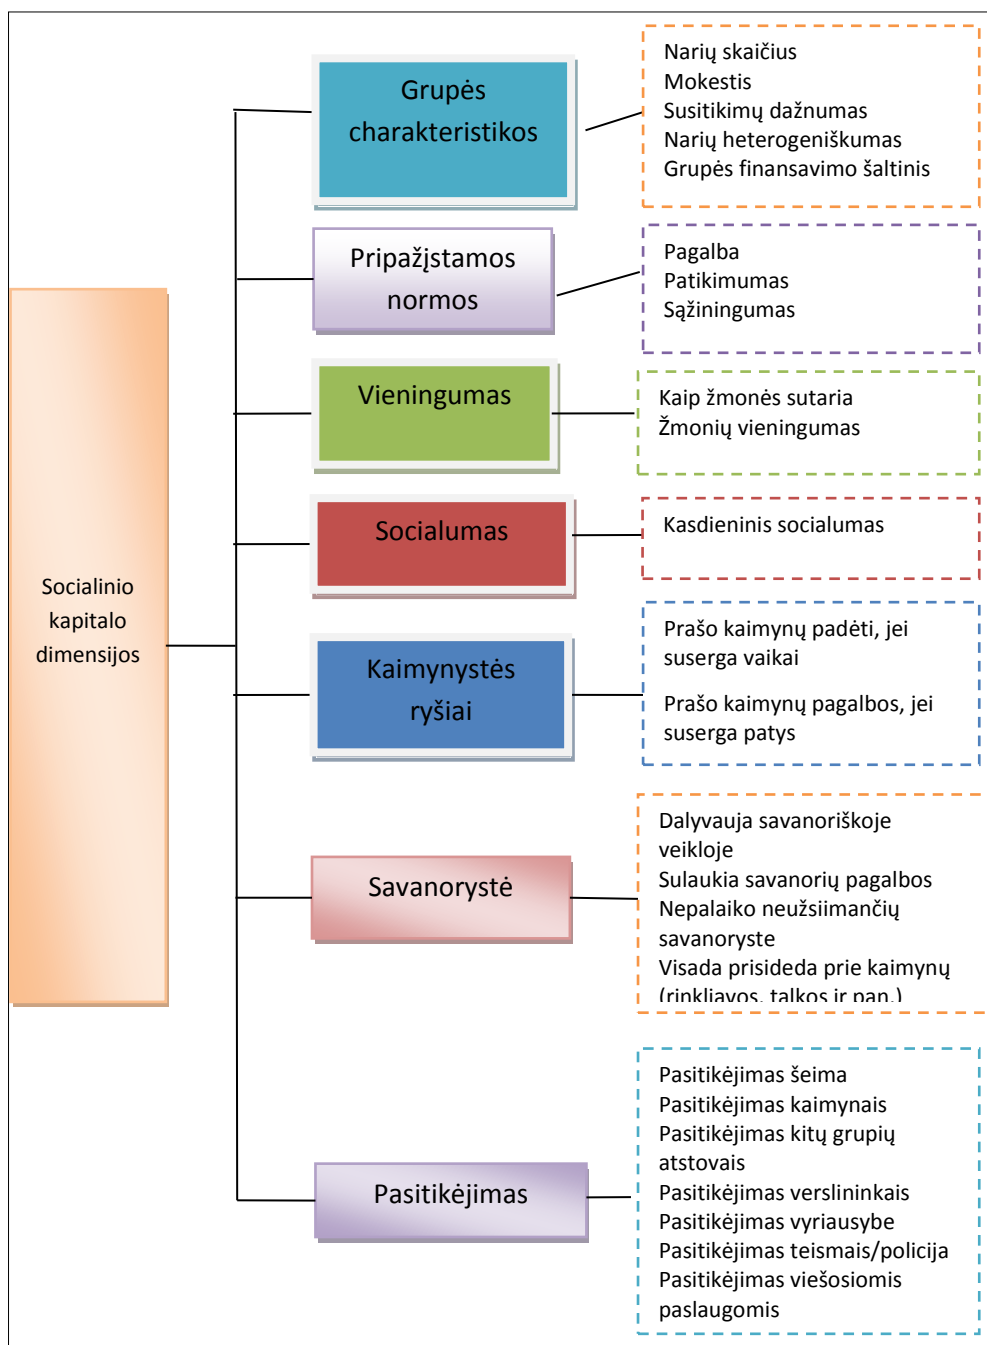 Socialinio
kapitalo
dimensijos
Grupės
charakteristikos
Narių skaičius
Mokestis
Susitikimų dažnumas
Narių heterogeniškumas
Grupės finansavimo šaltinis
Pripažįstamos
normos
Pagalba
Patikimumas
Sąžiningumas
Vieningumas
Kaip žmonės sutaria
Žmonių vieningumas
Socialumas
Kasdieninis socialumas
Kaimynystės
ryšiai
Prašo kaimynų padėti, jei
suserga vaikai
Prašo kaimynų pagalbos, jei
suserga patys
Savanorystė
Dalyvauja savanoriškoje
veikloje
Sulaukia savanorių pagalbos
Nepalaiko neužsiimančių
savanoryste
Visada prisideda prie kaimynų
(rinkliavos, talkos ir pan.)
Pasitikėjimas
Pasitikėjimas šeima
Pasitikėjimas kaimynais
Pasitikėjimas kitų grupių
atstovais
Pasitikėjimas verslininkais
Pasitikėjimas vyriausybe
Pasitikėjimas teismais/policija
Pasitikėjimas viešosiomis
paslaugomis